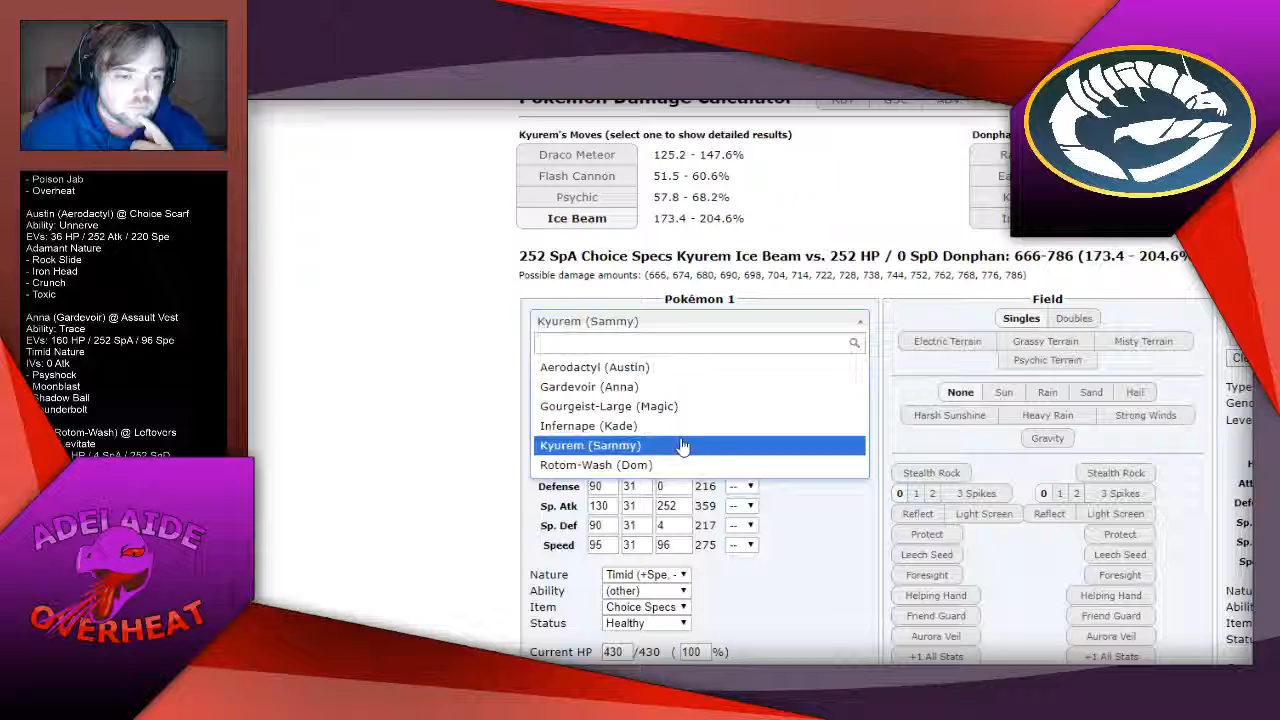 - Poison Jab
- Overheat
Austin (Aerodactyl) @ Choice Scarf
Ability: Unnerve
EVs: 36 HP / 252 Atk / 220 Spe
Adamant Nature
- Rock Slide
- Iron Head
- Crunch
- Toxic
Anna (Gardevoir) @ Assault Vest
Ability: Trace
EVs: 160 HP / 252 SpA / 96 Spe
Timid Nature
IVs: 0 Atk
- Payshock
- Moonblast
Shadow Ball
ADELAIDE
OVERHEAT
Pokémon Damage Calculator
Kyurem's Moves (select one to show detailed results)
Draco Meteor 125.2 - 147.6%
Flash Cannon 51.5 - 60.6%
Psychic 57.8 - 68.2%
Ice Beam 173.4 - 204.6%
252 SpA Choice Specs Kyurem Ice Beam vs. 252 HP / 0 SpD Donphan: 666-786 (173.4 - 204.6%
Possible damage amounts: (666, 674, 680, 690, 698, 704, 714, 722, 728, 738, 744, 752, 762, 768, 776, 786)
Pokémon 1
Kyurem (Sammy)
Aerodactyl (Austin)
Gardevoir (Anna)
Gourgeist-Large (Magic)
Infernape (Kade)
Kyurem (Sammy)
Rotom-Wash (Dom)
Defense 90 31 0 216 --
Sp. Atk 130 31 252 359 --
Sp. Def 90 31 4 217 --
Speed 95 31 96 275 --
Nature Timid (+Spe, -
Ability (other)
Item Choice Specs
Status Healthy
Current HP 430 /430 ( 100 %)
Field
Singles Doubles
Electric Terrain Grassy Terrain Misty Terrain
Psychic Terrain
None Sun Rain Sand Hail
Harsh Sunshine Heavy Rain Strong Winds
Gravity
Stealth Rock Stealth Rock
0 1 2 3 Spikes 0 1 2 3 Spikes
Reflect Light Screen Reflect Light Screen
Protect Protect
Leech Seed Leech Seed
Foresight Foresight
Helping Hand Helping Hand
Friend Guard Friend Guard
Aurora Veil Aurora Veil
+1 All Stats +1 All Stats